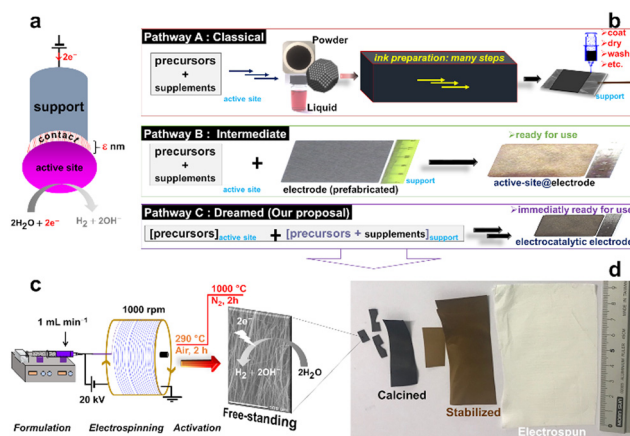 a
2e⁻
support
contact
ε nm
active site
2H₂O + 2e⁻
H₂ + 2OH⁻
b
Pathway A : Classical
precursors
+
supplements
active site
Powder
Liquid
ink preparation: many steps
coat
dry
wash
etc.
support
Pathway B : Intermediate
precursors
+
supplements
active site
+
electrode (prefabricated)
support
ready for use
active-site@electrode
Pathway C : Dreamed (Our proposal)
[precursors]active site + [precursors + supplements]support
immediatly ready for use
electrocatalytic electrode
c
1 mL min⁻¹
1000 rpm
20 kV
290 °C
Air, 2 h
1000 °C
N₂, 2h
2e⁻
H₂ + 2OH⁻
2H₂O
Free-standing
Formulation
Electrospinning
Activation
d
Calcined
Stabilized
Electrospun